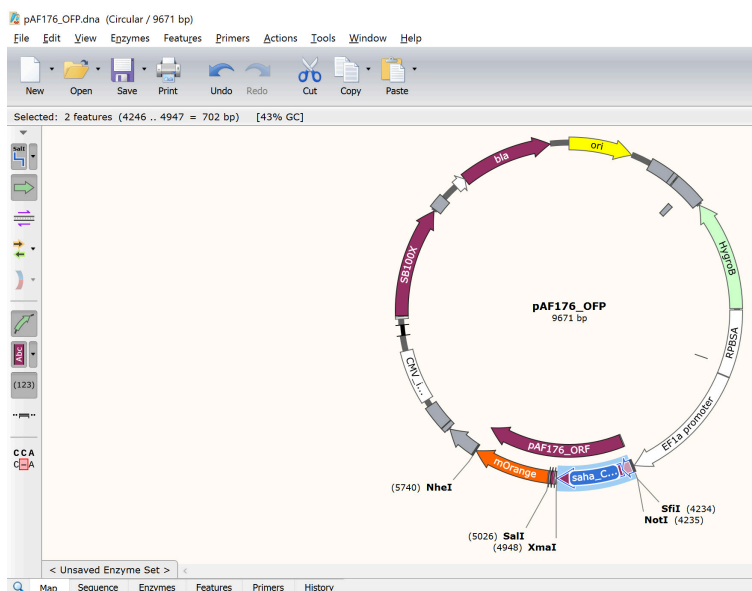 pAF176_OFP.dna (Circular / 9671 bp)
File Edit View Enzymes Features Primers Actions Tools Window Help
New Open Save Print Undo Redo Cut Copy Paste
Selected: 2 features (4246 .. 4947 = 702 bp) [43% GC]
SalI
Abc
(123)
CCA
C-A
ori
bla
HygroB
SB100X
pAF176_OFP
9671 bp
RPBSA
CMV_i...
EF1a promoter
pAF176_ORF
mOrange
saha_C...
(5740) NheI
SfiI (4234)
NotI (4235)
(5026) SalI
(4948) XmaI
< Unsaved Enzyme Set > <
Map Sequence Enzymes Features Primers History